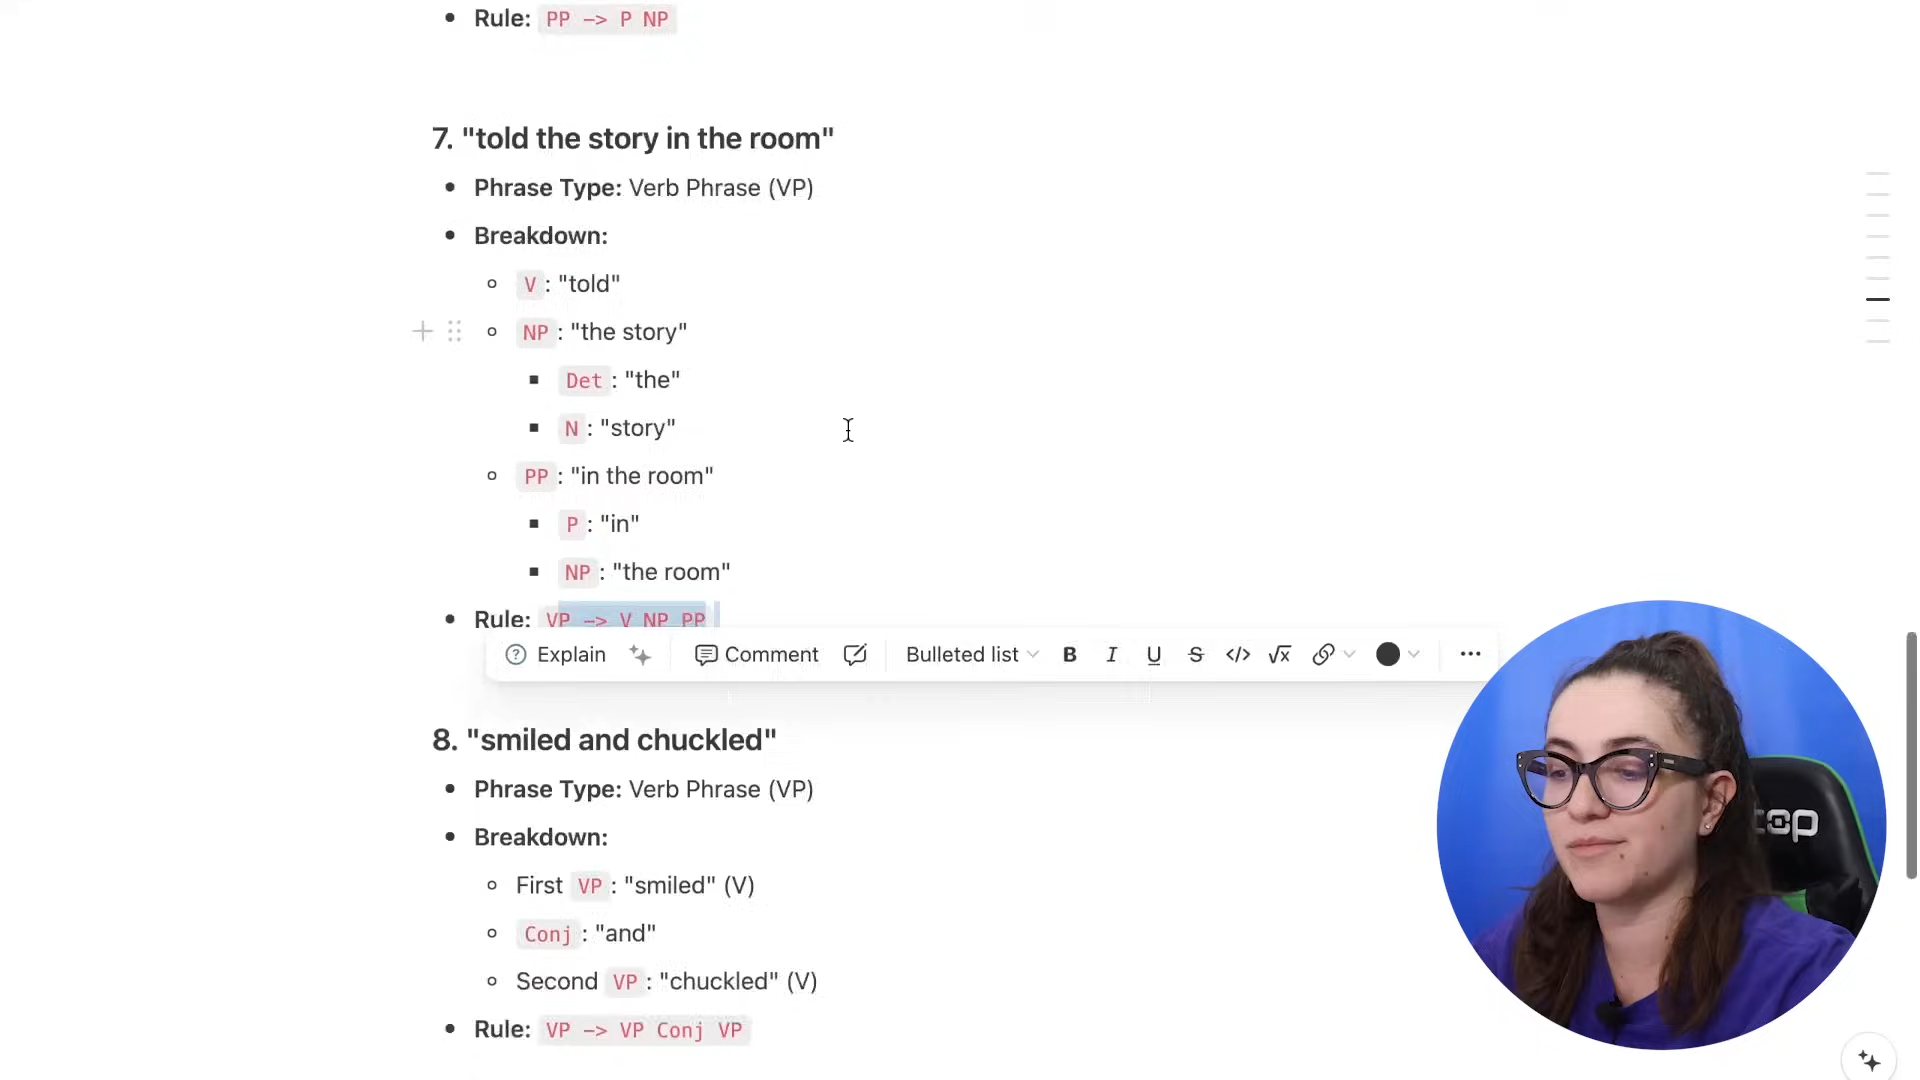 Rule: PP -> P NP
7. "told the story in the room"
Phrase Type: Verb Phrase (VP)
Breakdown:
V: "told"
NP: "the story"
Det: "the"
N: "story"
PP: "in the room"
P: "in"
NP: "the room"
Rule: VP -> V NP PP
Explain Comment Bulleted list B I U S </> √x
8. "smiled and chuckled"
Phrase Type: Verb Phrase (VP)
Breakdown:
First VP: "smiled" (V)
Conj: "and"
Second VP: "chuckled" (V)
Rule: VP -> VP Conj VP